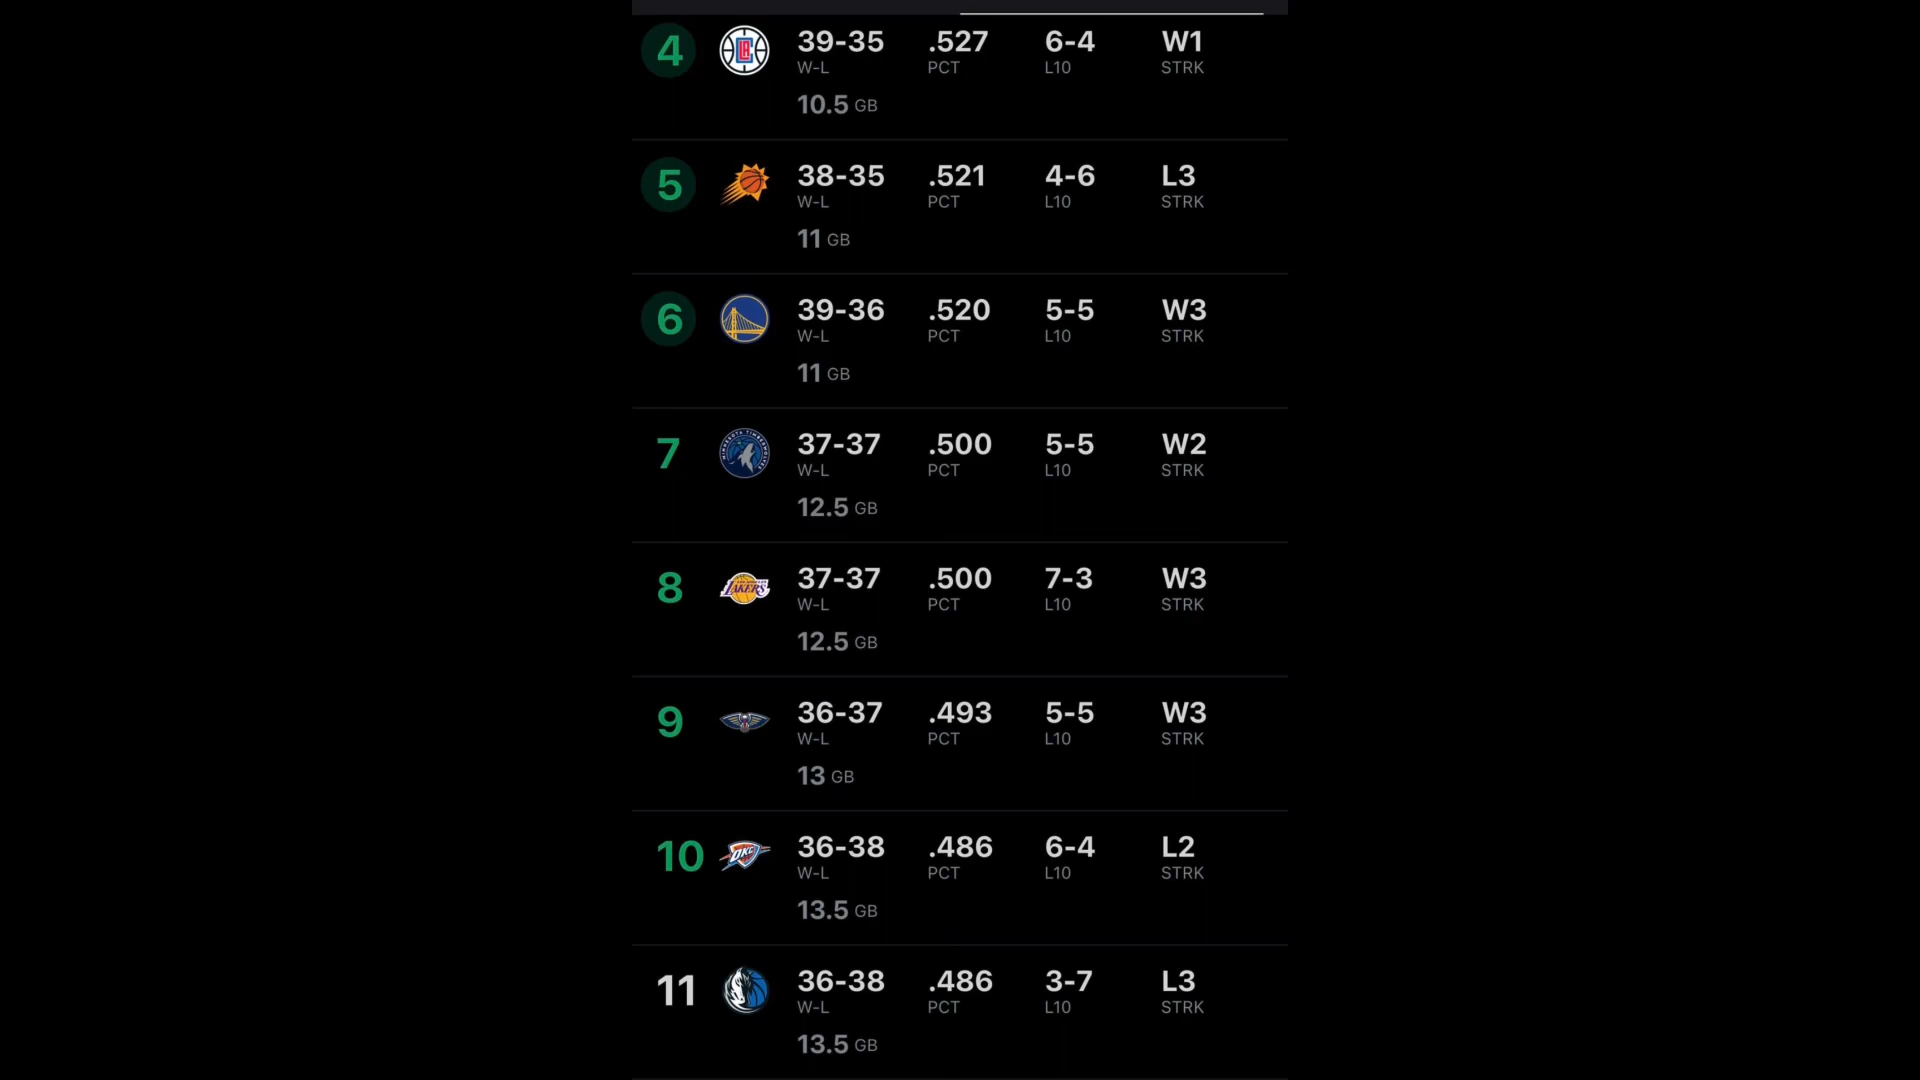 4 39-35 .527 6-4 W1
W-L PCT L10 STRK
10.5 GB
5 38-35 .521 4-6 L3
W-L PCT L10 STRK
11 GB
6 39-36 .520 5-5 W3
W-L PCT L10 STRK
11 GB
7 MINNESOTA TIMBERWOLVES 37-37 .500 5-5 W2
W-L PCT L10 STRK
12.5 GB
8 LAKERS 37-37 .500 7-3 W3
W-L PCT L10 STRK
12.5 GB
9 36-37 .493 5-5 W3
W-L PCT L10 STRK
13 GB
10 OKC 36-38 .486 6-4 L2
W-L PCT L10 STRK
13.5 GB
11 36-38 .486 3-7 L3
W-L PCT L10 STRK
13.5 GB